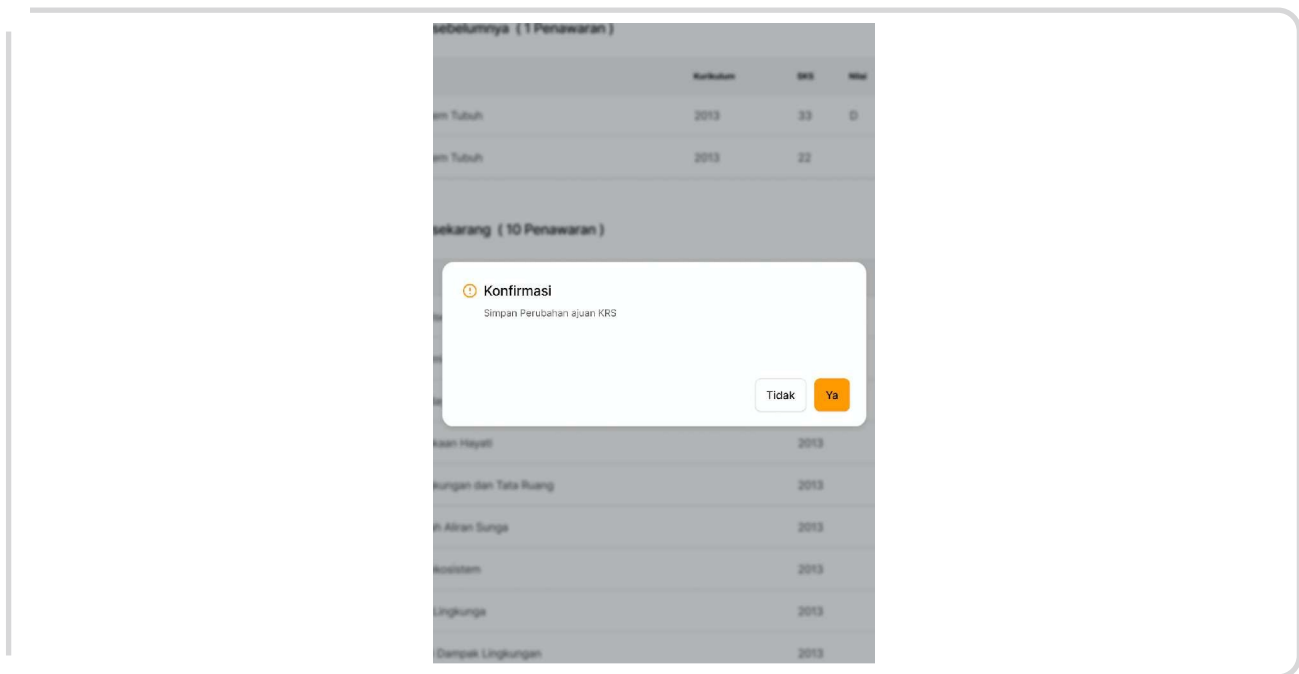 sebelumnya ( 1 Penawaran )
Kurikulum SKS Nilai
em Tubuh 2013 33 D
em Tubuh 2013 22
sekarang ( 10 Penawaran )
Konfirmasi
Simpan Perubahan ajuan KRS
Tidak Ya
kaan Hayati 2013
kungan dan Tata Ruang 2013
h Aliran Sunga 2013
kosistem 2013
Lingkunga 2013
Dampak Lingkungan 2013